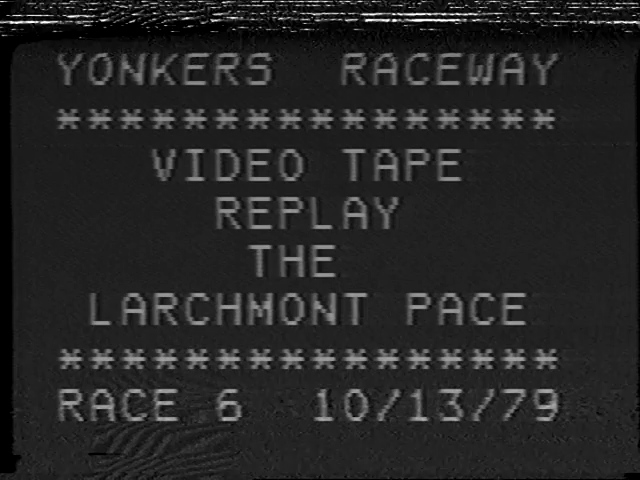 YONKERS RACEWAY
****************
VIDEO TAPE
REPLAY
THE
LARCHMONT PACE
****************
RACE 6 10/13/79